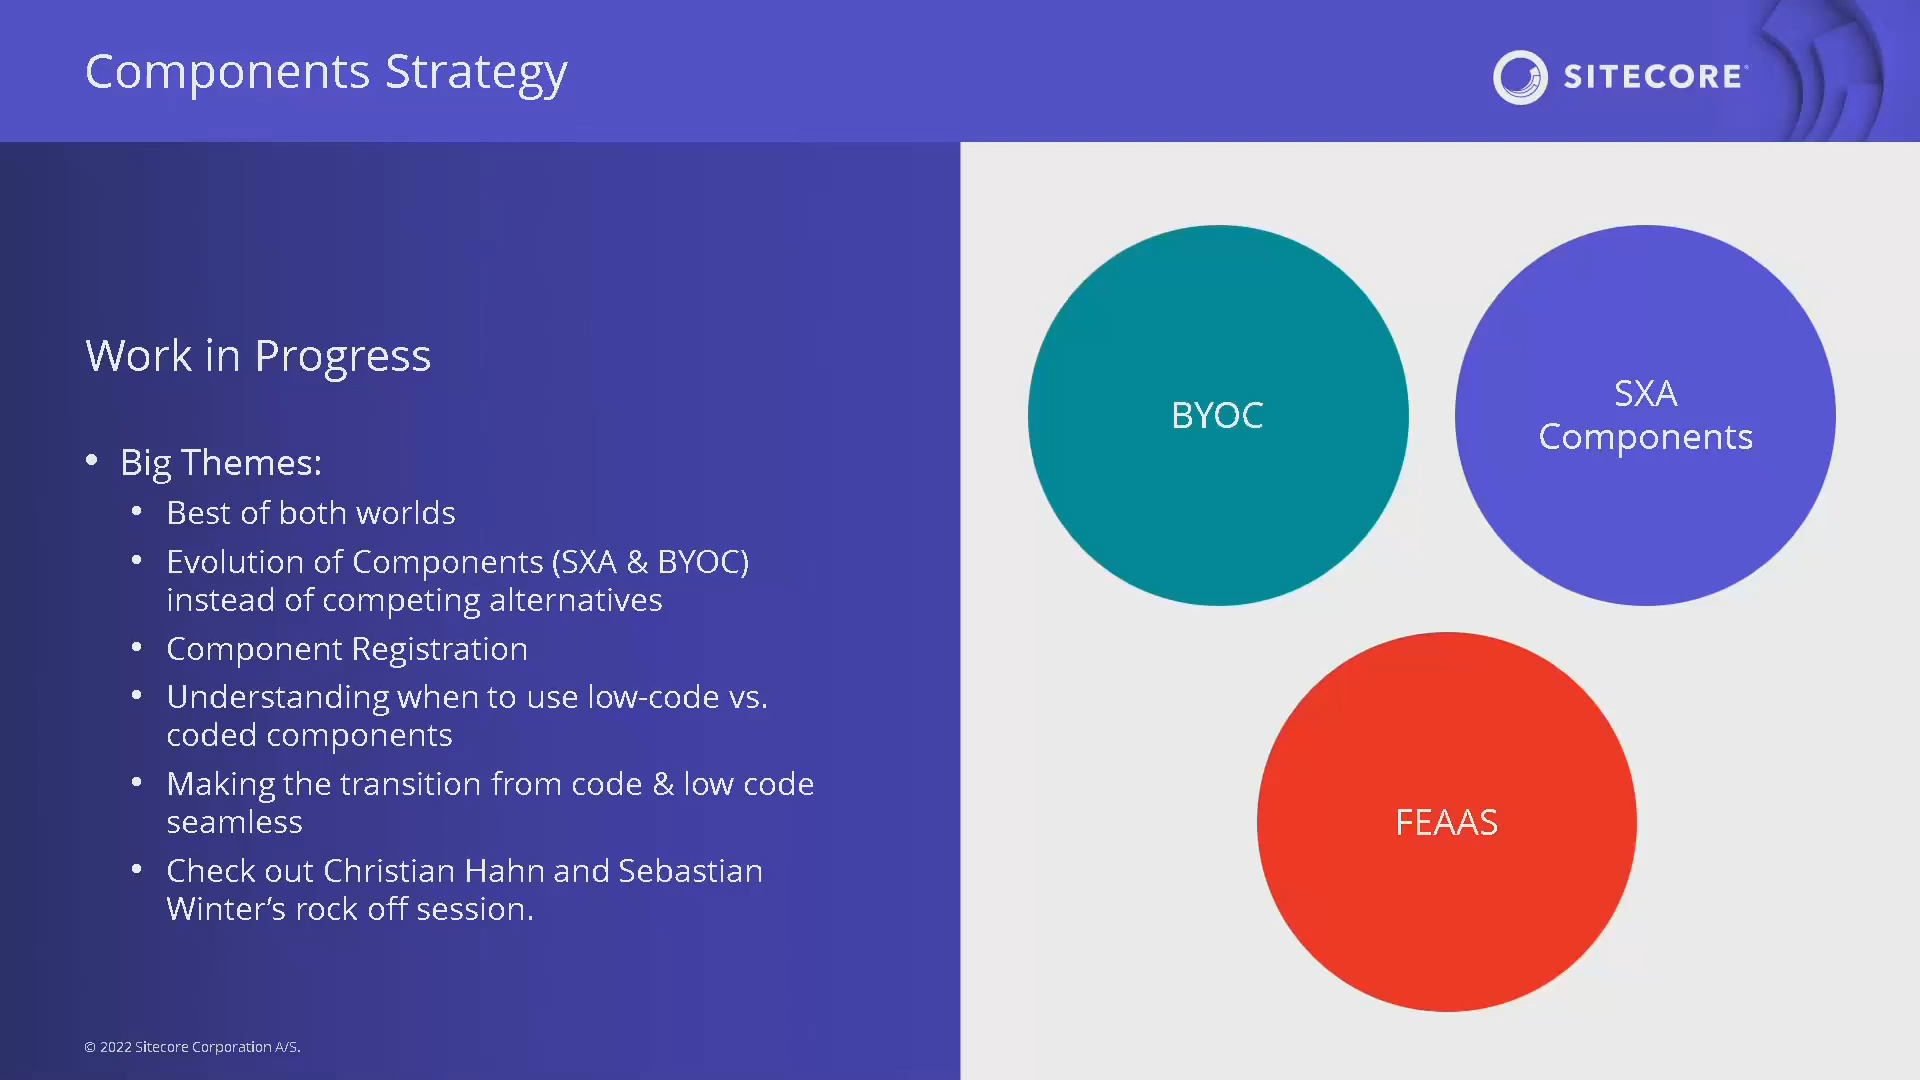 Components Strategy
SITECORE
Work in Progress
• Big Themes:
• Best of both worlds
• Evolution of Components (SXA & BYOC)
instead of competing alternatives
• Component Registration
• Understanding when to use low-code vs.
coded components
• Making the transition from code & low code
seamless
• Check out Christian Hahn and Sebastian
Winter’s rock off session.
BYOC
SXA
Components
FEAAS
© 2022 Sitecore Corporation A/S.